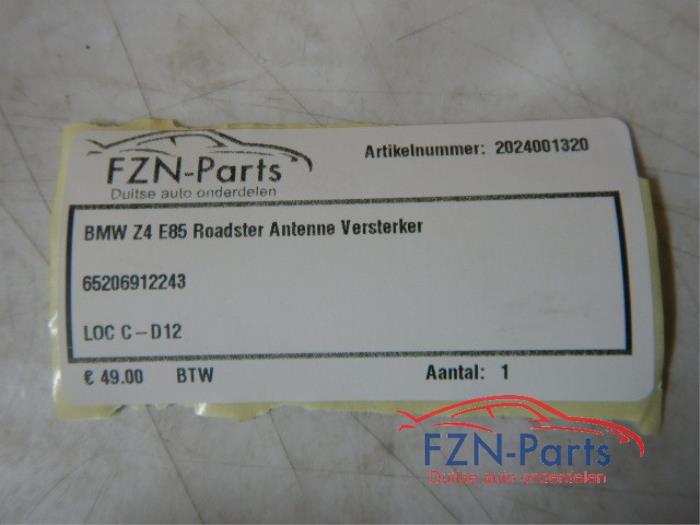 FZN-Parts
Duitse auto onderdelen
Artikelnummer: 2024001320
BMW Z4 E85 Roadster Antenne Versterker
65206912243
LOC C-D12
€ 49.00 BTW Aantal: 1
FZN-Parts
Duitse auto onderdelen